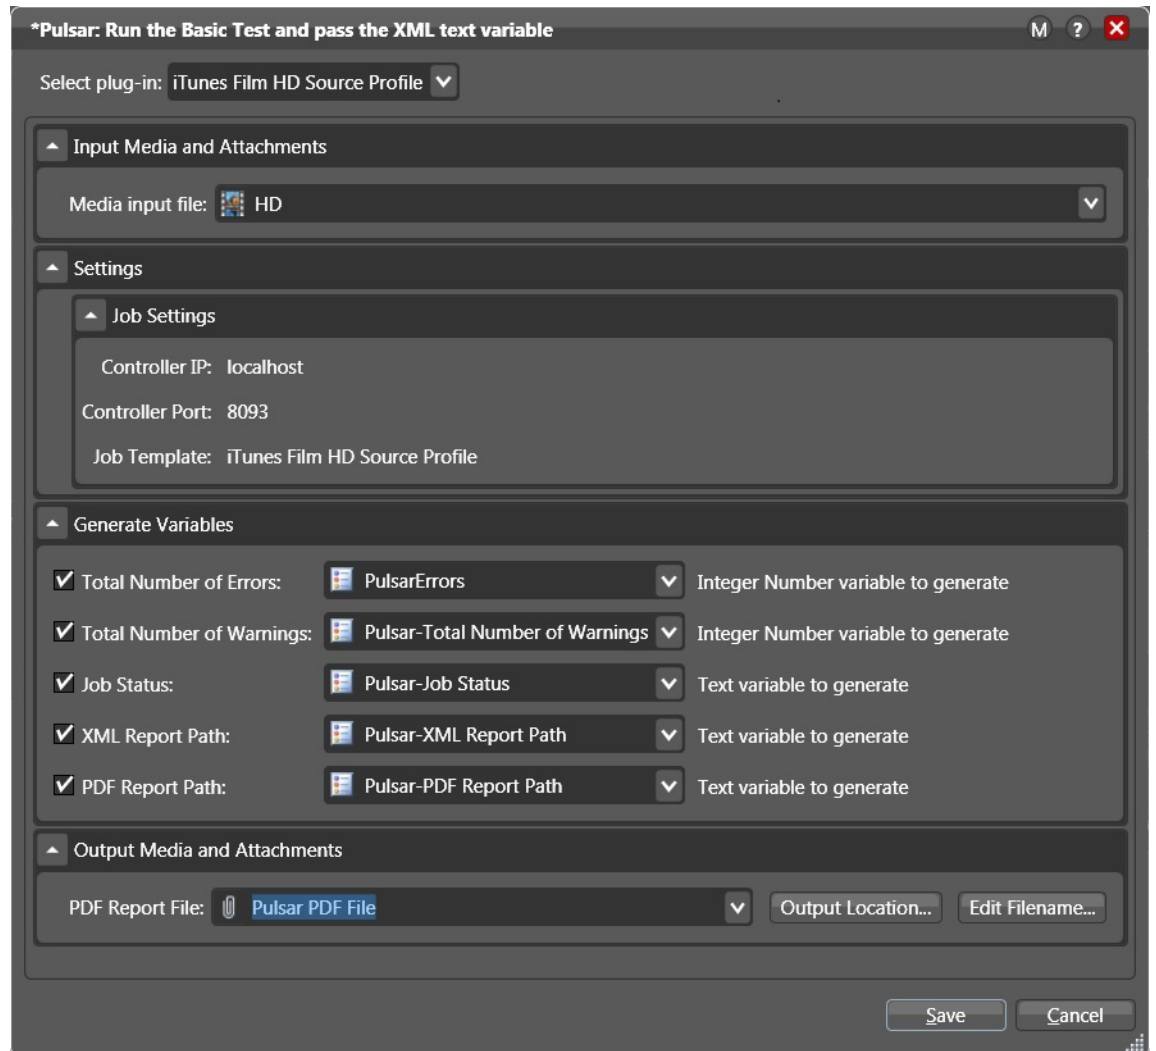 *Pulsar: Run the Basic Test and pass the XML text variable M ?
Select plug-in: iTunes Film HD Source Profile
Input Media and Attachments
Media input file: HD
Settings
Job Settings
Controller IP: localhost
Controller Port: 8093
Job Template: iTunes Film HD Source Profile
Generate Variables
Total Number of Errors: PulsarErrors Integer Number variable to generate
Total Number of Warnings: Pulsar-Total Number of Warnings Integer Number variable to generate
Job Status: Pulsar-Job Status Text variable to generate
XML Report Path: Pulsar-XML Report Path Text variable to generate
PDF Report Path: Pulsar-PDF Report Path Text variable to generate
Output Media and Attachments
PDF Report File: Pulsar PDF File Output Location... Edit Filename...
Save Cancel